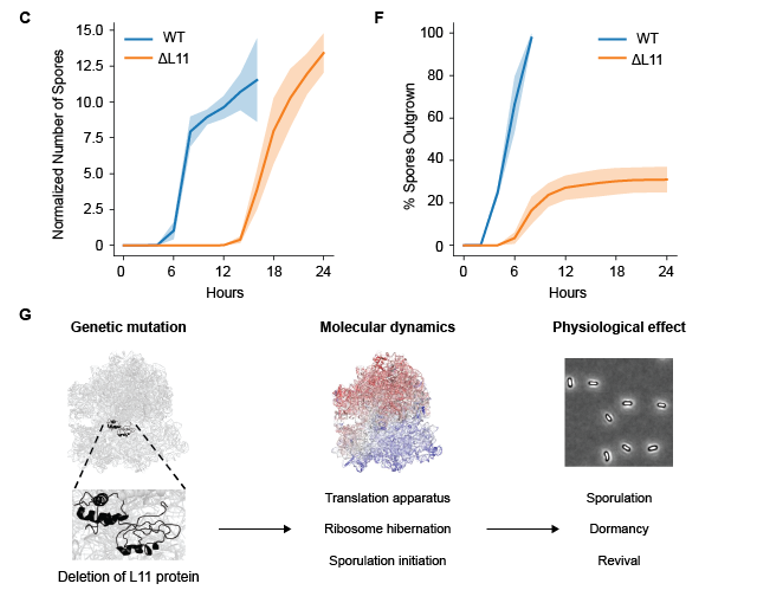 C
WT
ΔL11
Normalized Number of Spores
15.0
12.5
10.0
7.5
5.0
2.5
0
0 6 12 18 24
Hours
F
WT
ΔL11
% Spores Outgrown
100
80
60
40
20
0
0 6 12 18 24
Hours
G
Genetic mutation
Molecular dynamics
Physiological effect
Translation apparatus
Sporulation
Ribosome hibernation
Dormancy
Sporulation initiation
Revival
Deletion of L11 protein